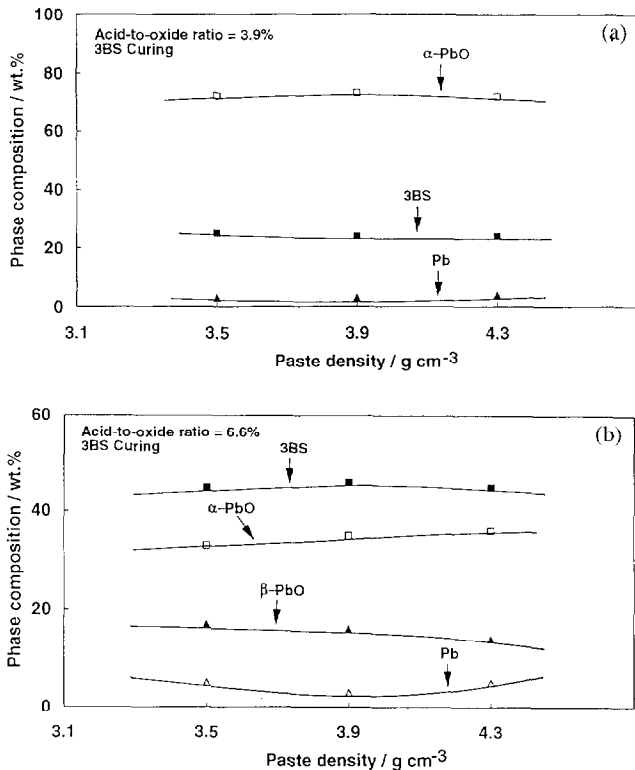 Acid-to-oxide ratio = 3.9%
3BS Curing
(a)
α-PbO
3BS
Pb
Phase composition / wt.%
100
80
60
40
20
0
3.1
3.5
3.9
4.3
Paste density / g cm⁻³
Acid-to-oxide ratio = 6.6%
3BS Curing
(b)
3BS
α-PbO
β-PbO
Pb
Phase composition / wt.%
60
40
20
0
3.1
3.5
3.9
4.3
Paste density / g cm⁻³